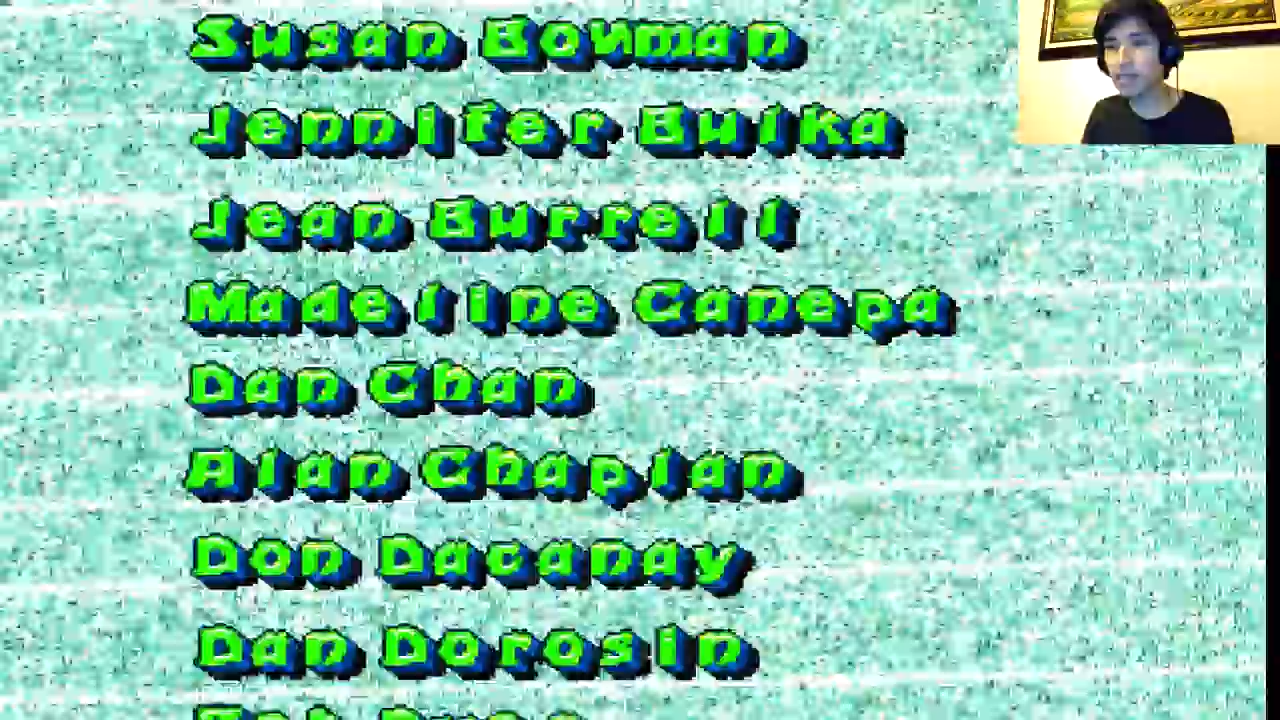 Susan Bowman
Jennifer Bulka
Jean Burrell
Madeline Canepa
Dan Chan
Alan Chaplan
Don Dacanay
Dan Dorosin